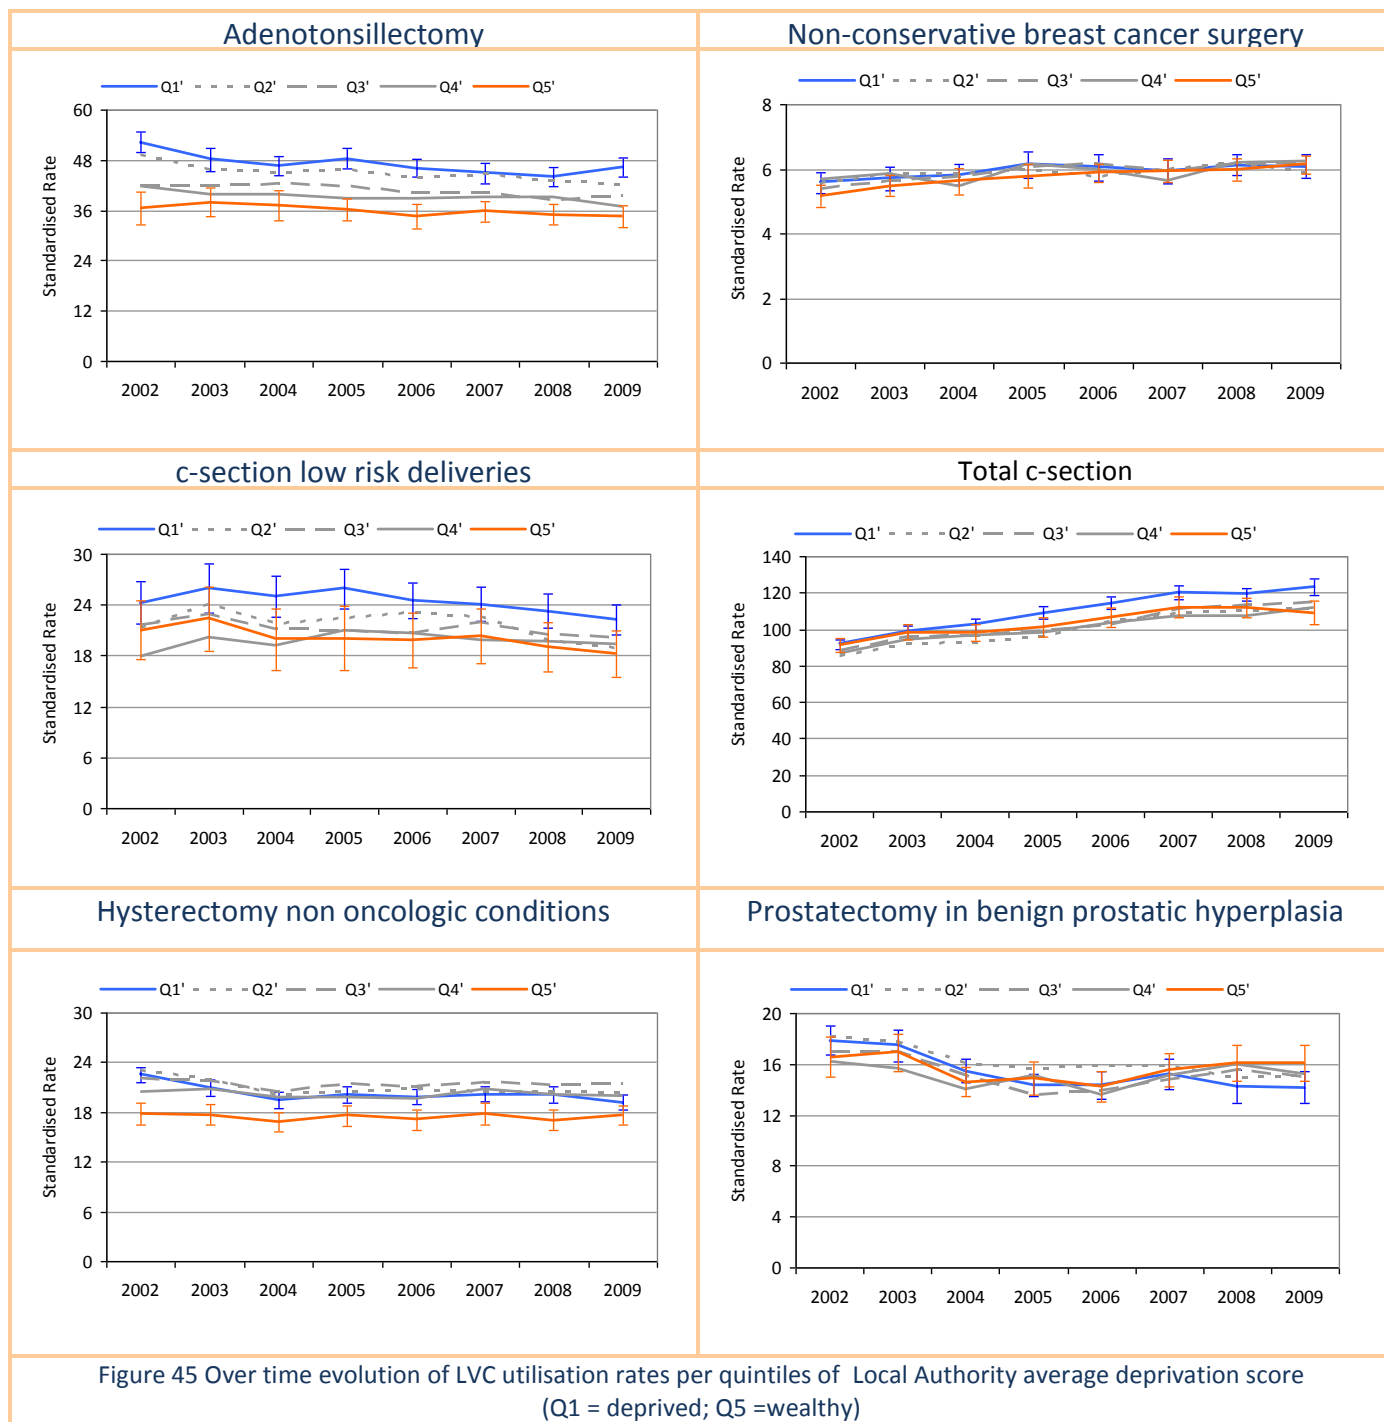 Adenotonsillectomy
Q1' Q2' Q3' Q4' Q5'
Standardised Rate
60
48
36
24
12
0
2002 2003 2004 2005 2006 2007 2008 2009
Non-conservative breast cancer surgery
Q1' Q2' Q3' Q4' Q5'
Standardised Rate
8
6
4
2
0
2002 2003 2004 2005 2006 2007 2008 2009
c-section low risk deliveries
Q1' Q2' Q3' Q4' Q5'
Standardised Rate
30
24
18
12
6
0
2002 2003 2004 2005 2006 2007 2008 2009
Total c-section
Q1' Q2' Q3' Q4' Q5'
Standardised Rate
140
120
100
80
60
40
20
0
2002 2003 2004 2005 2006 2007 2008 2009
Hysterectomy non oncologic conditions
Q1' Q2' Q3' Q4' Q5'
Standardised Rate
30
24
18
12
6
0
2002 2003 2004 2005 2006 2007 2008 2009
Prostatectomy in benign prostatic hyperplasia
Q1' Q2' Q3' Q4' Q5'
Standardised Rate
20
16
12
8
4
0
2002 2003 2004 2005 2006 2007 2008 2009
Figure 45 Over time evolution of LVC utilisation rates per quintiles of Local Authority average deprivation score
(Q1 = deprived; Q5 =wealthy)